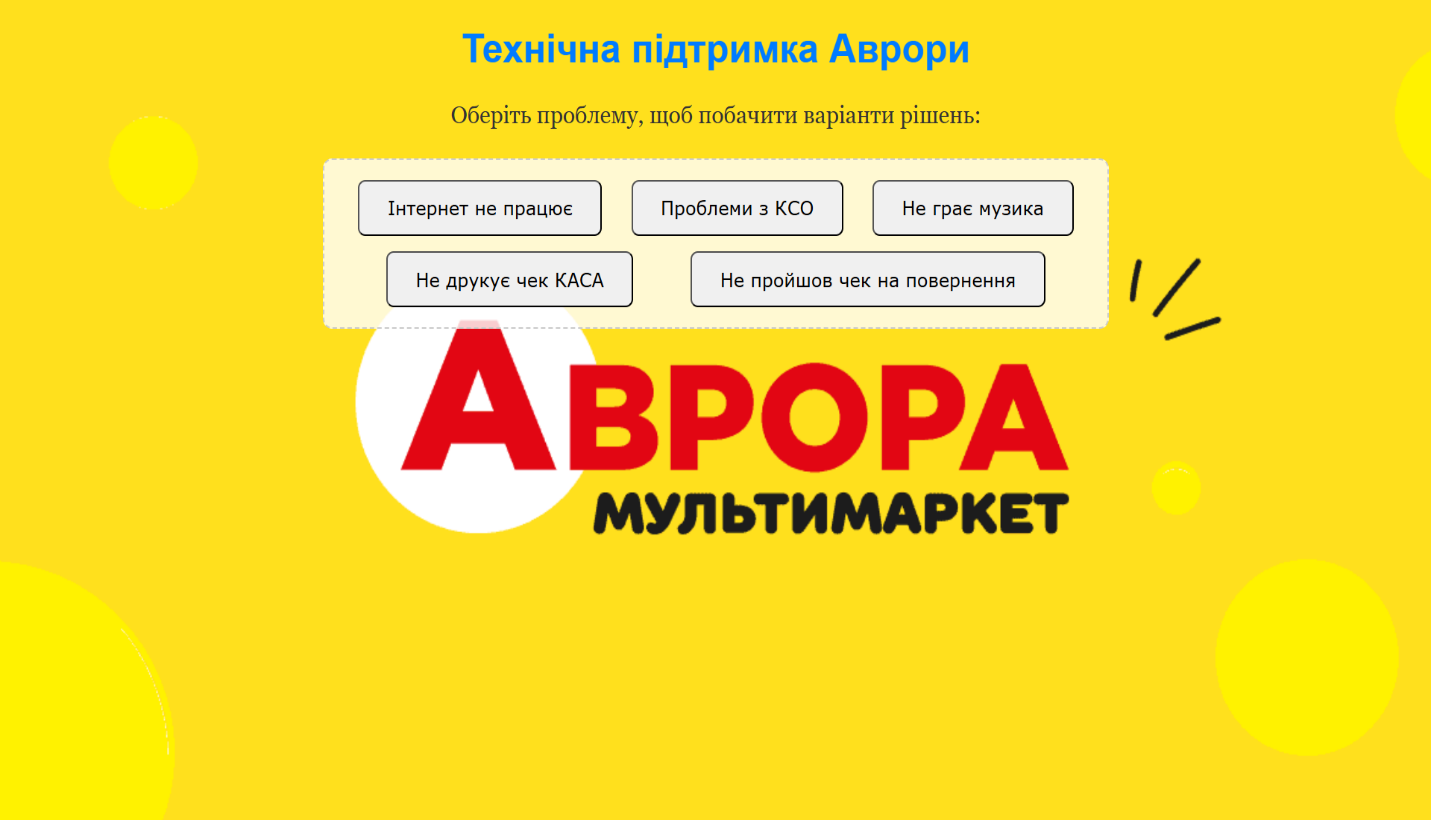 Технічна підтримка Аврори
Оберіть проблему, щоб побачити варіанти рішень:
Інтернет не працює
Проблеми з КСО
Не грає музика
Не друкує чек КАСА
Не пройшов чек на повернення
АВРОРА
МУЛЬТИМАРКЕТ